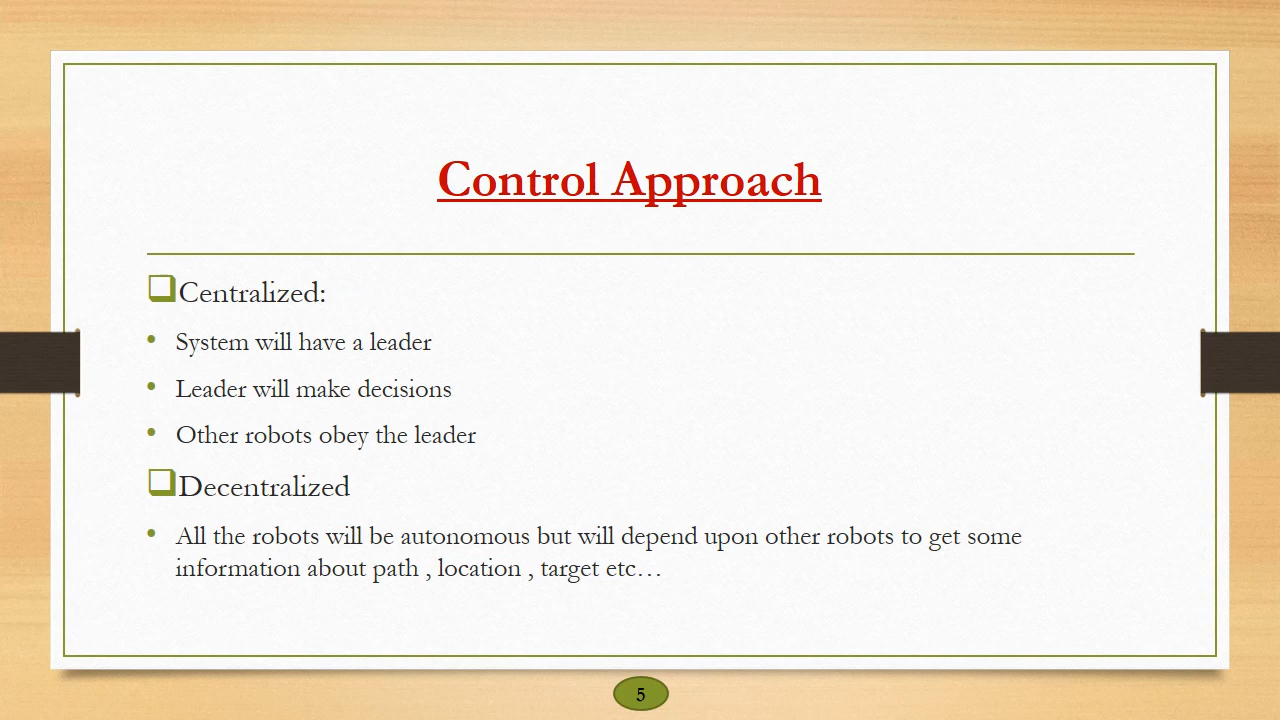 Control Approach
Centralized:
System will have a leader
Leader will make decisions
Other robots obey the leader
Decentralized
All the robots will be autonomous but will depend upon other robots to get some
information about path , location , target etc…
5